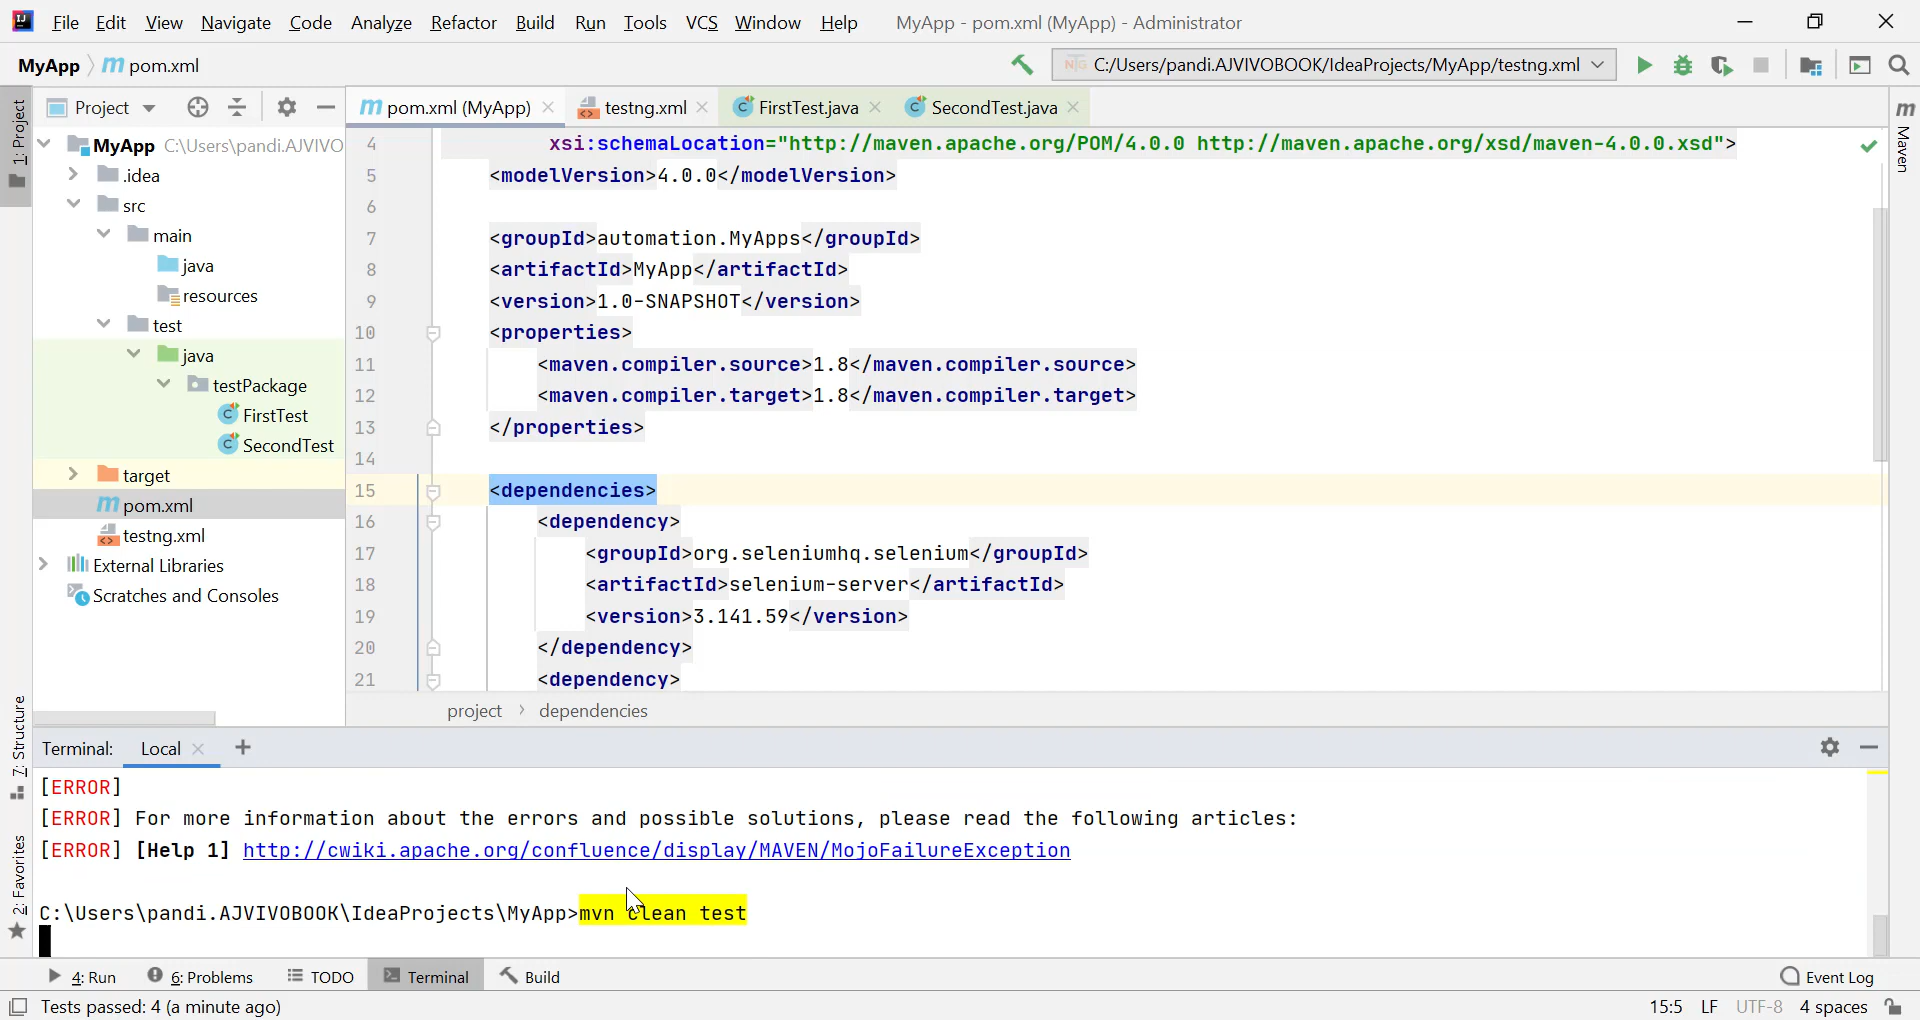 File Edit View Navigate Code Analyze Refactor Build Run Tools VCS Window Help MyApp - pom.xml (MyApp) - Administrator
MyApp pom.xml C:/Users/pandi.AJVIVOBOOK/IdeaProjects/MyApp/testng.xml
Project pom.xml (MyApp) testng.xml FirstTest.java SecondTest.java
1: Project
Maven
MyApp C:\Users\pandi.AJVIVO
.idea
src
main
java
resources
test
java
testPackage
FirstTest
SecondTest
target
pom.xml
testng.xml
External Libraries
Scratches and Consoles
4 xsi:schemaLocation="http://maven.apache.org/POM/4.0.0 http://maven.apache.org/xsd/maven-4.0.0.xsd">
5 <modelVersion>4.0.0</modelVersion>
6
7 <groupId>automation.MyApps</groupId>
8 <artifactId>MyApp</artifactId>
9 <version>1.0-SNAPSHOT</version>
10 <properties>
11 <maven.compiler.source>1.8</maven.compiler.source>
12 <maven.compiler.target>1.8</maven.compiler.target>
13 </properties>
14
15 <dependencies>
16 <dependency>
17 <groupId>org.seleniumhq.selenium</groupId>
18 <artifactId>selenium-server</artifactId>
19 <version>3.141.59</version>
20 </dependency>
21 <dependency>
project › dependencies
7: Structure
2: Favorites
Terminal: Local
[ERROR]
[ERROR] For more information about the errors and possible solutions, please read the following articles:
[ERROR] [Help 1] http://cwiki.apache.org/confluence/display/MAVEN/MojoFailureException
C:\Users\pandi.AJVIVOBOOK\IdeaProjects\MyApp>mvn clean test
4: Run 6: Problems TODO Terminal Build Event Log
Tests passed: 4 (a minute ago) 15:5 LF UTF-8 4 spaces